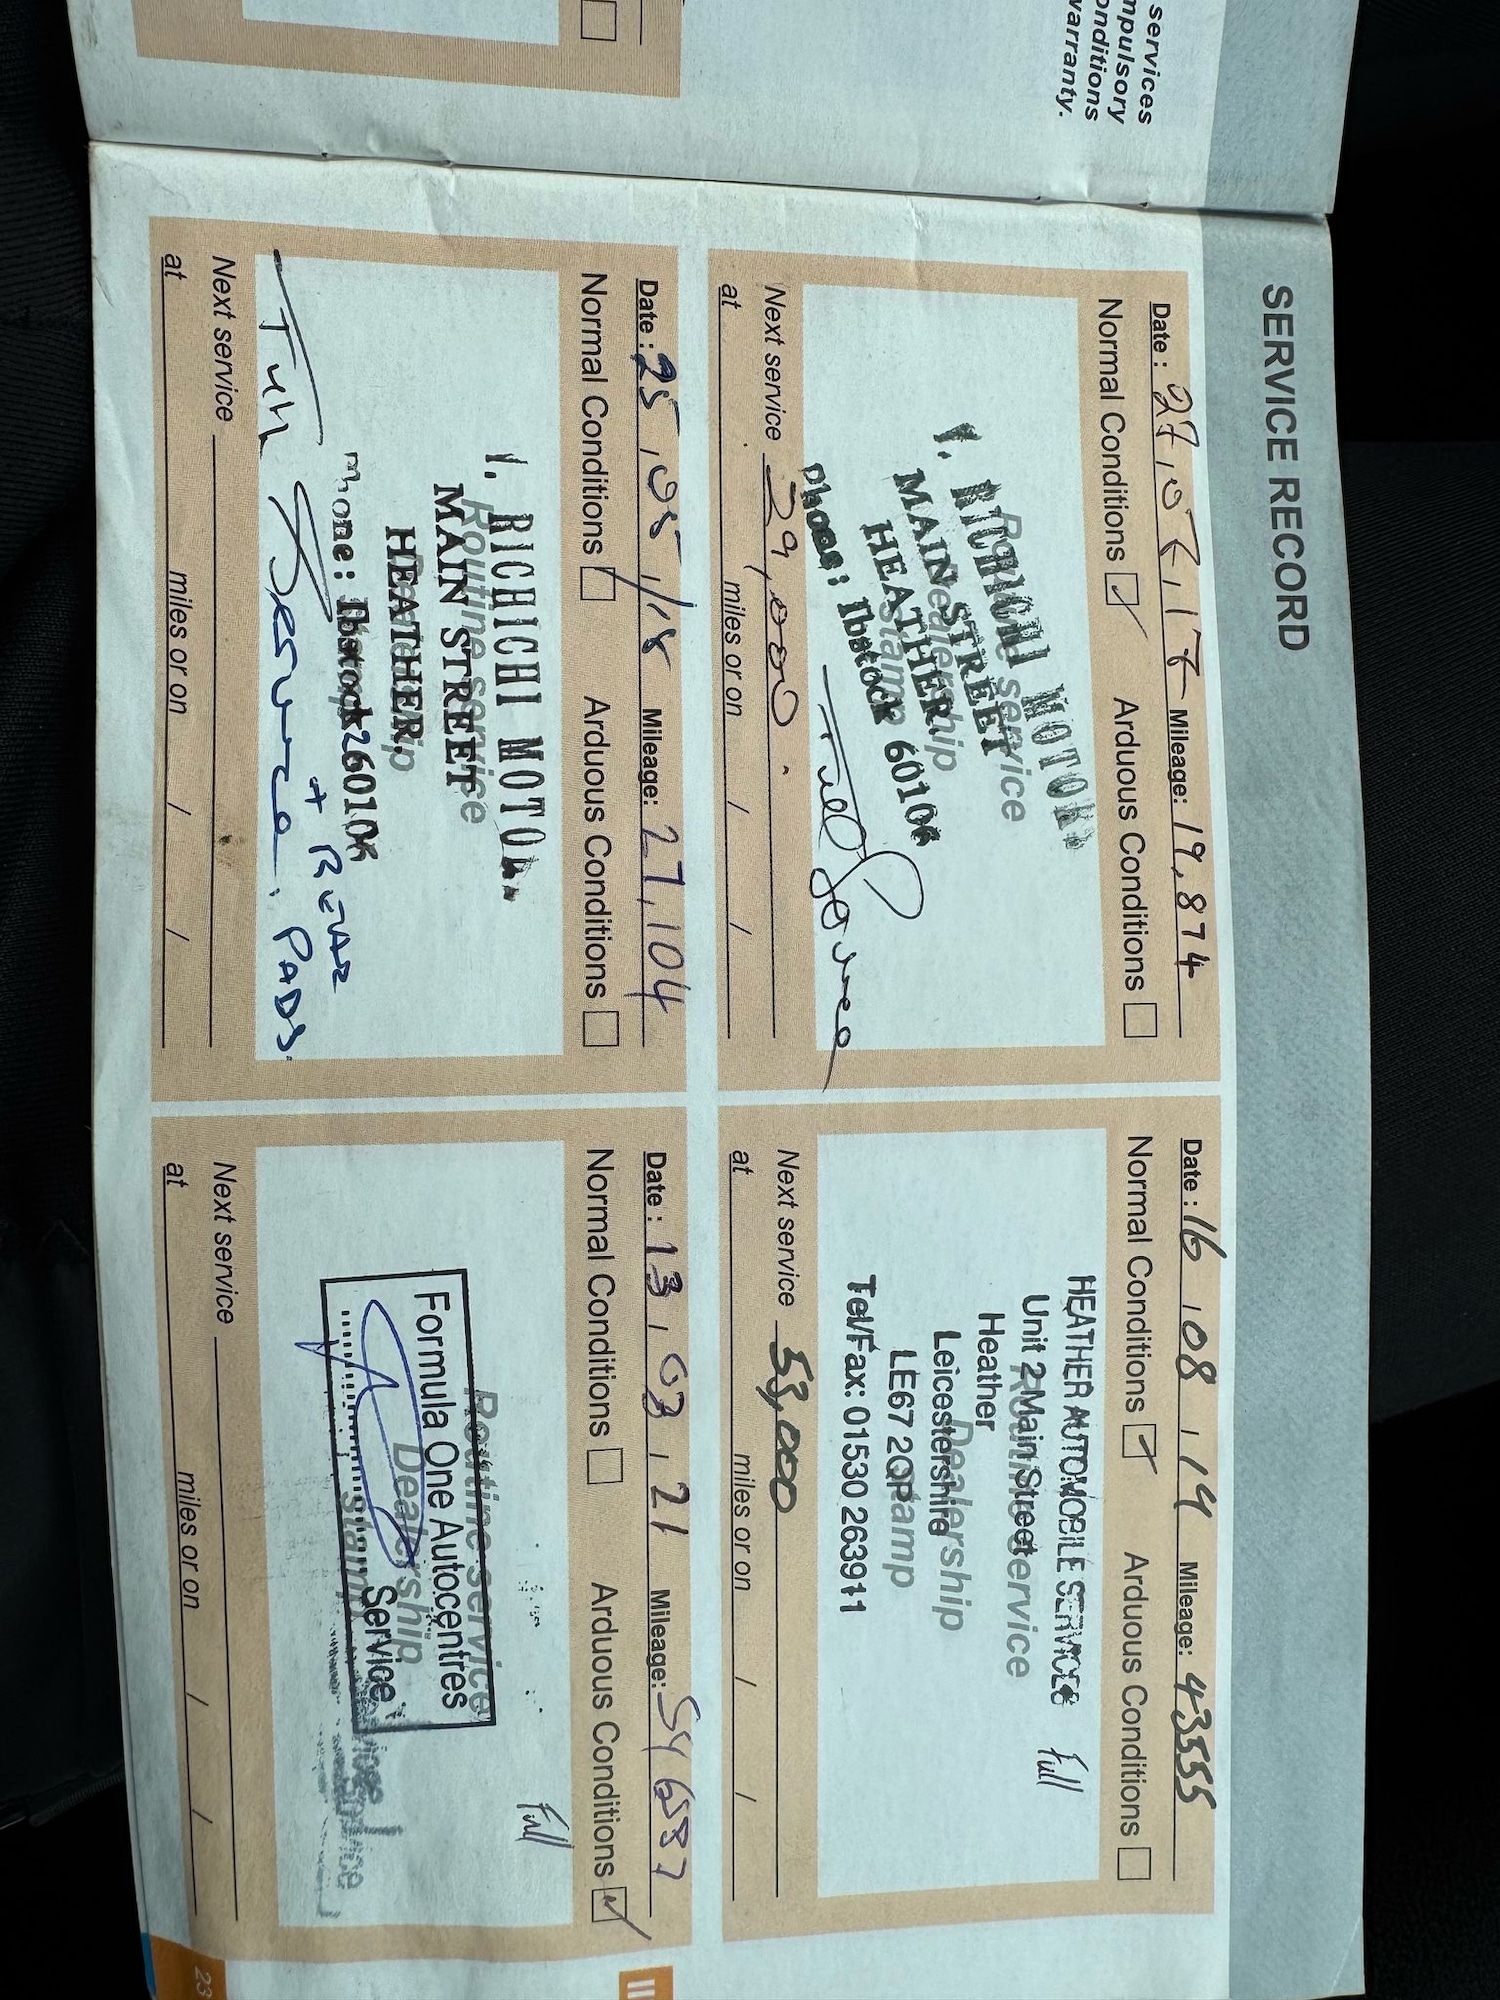 services
mpulsory
onditions
warranty.
SERVICE RECORD
Date : 27, 07, 17 Mileage: 19,874
Normal Conditions Arduous Conditions
Routine service
Dealership
Stamp
I. RICHICHI MOTOR
MAIN STREET
HEATHER.
Phone: Ibstock 60106
Full Service
Next service 29,000
at miles or on / /
Date : 16 , 08 , 19 Mileage: 43555
Normal Conditions Arduous Conditions
Routine service
Dealership
Stamp
HEATHER AUTOMOBILE SERVICES
Unit 2 Main Street
Heather
Leicestershire
LE67 2QP
Tel/Fax: 01530 263911
Full
Next service 53,000
at miles or on / /
Date : 25 , 05 , 18 Mileage: 27,104
Normal Conditions Arduous Conditions
Routine service
I. RICHICHI MOTOR
MAIN STREET
HEATHER.
Phone: Ibstock 260106
Full Service
+ REAR
PADS.
Next service
at miles or on / /
Date : 13 , 03 , 21 Mileage:
Normal Conditions Arduous Conditions
Full
Routine service
Dealership
Stamp
Formula One Autocentres
Service
Next service
at miles or on / /
23